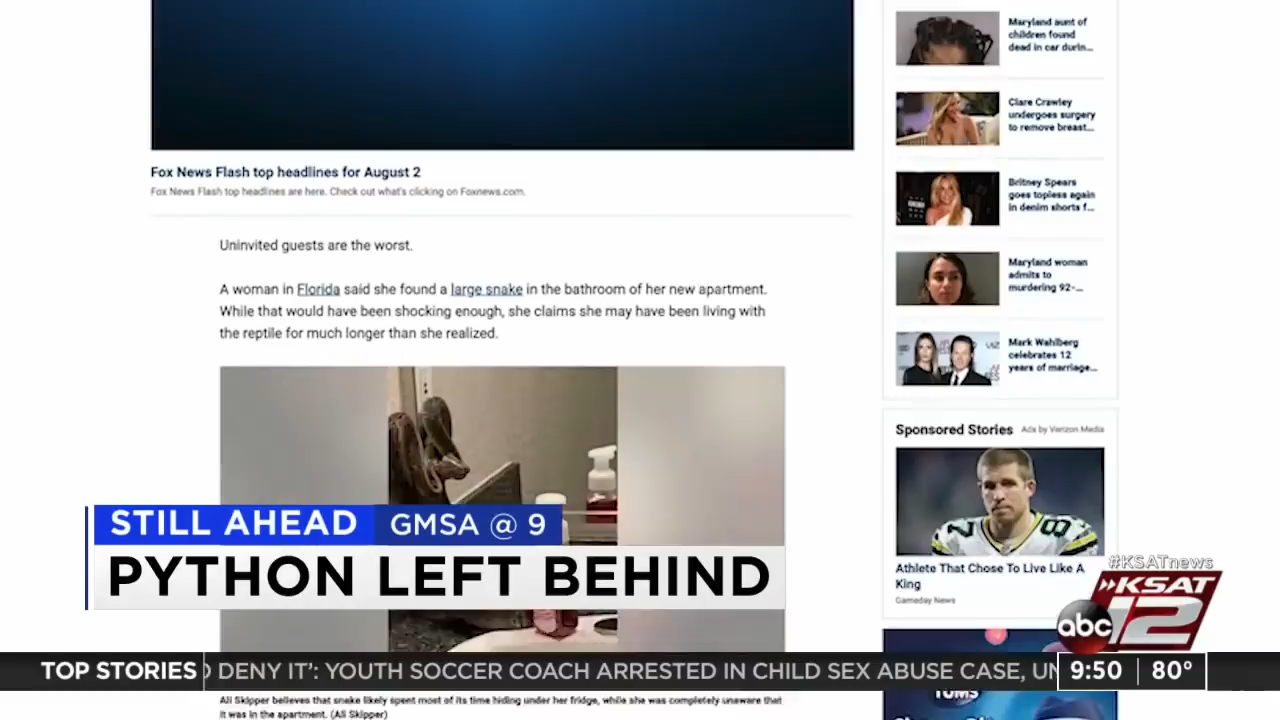 Fox News Flash top headlines for August 2
Fox News Flash top headlines are here. Check out what's clicking on Foxnews.com.
Uninvited guests are the worst.
A woman in Florida said she found a large snake in the bathroom of her new apartment.
While that would have been shocking enough, she claims she may have been living with
the reptile for much longer than she realized.
Maryland aunt of
children found
dead in car durin...
Clare Crawley
undergoes surgery
to remove breast...
Britney Spears
goes topless again
in denim shorts f...
Maryland woman
admits to
murdering 92-...
Mark Wahlberg
celebrates 12
years of marriage...
Sponsored Stories Ads by Verizon Media
87
Athlete That Chose To Live Like A
King
Gameday News
STILL AHEAD GMSA @ 9
PYTHON LEFT BEHIND
#KSATnews
KSAT
abc 12
TOP STORIES DENY IT': YOUTH SOCCER COACH ARRESTED IN CHILD SEX ABUSE CASE, 9:50 80°
Ali Skipper believes that snake likely spent most of its time hiding under her fridge, while she was completely unaware that
it was in the apartment. (Ali Skipper)
TUMS